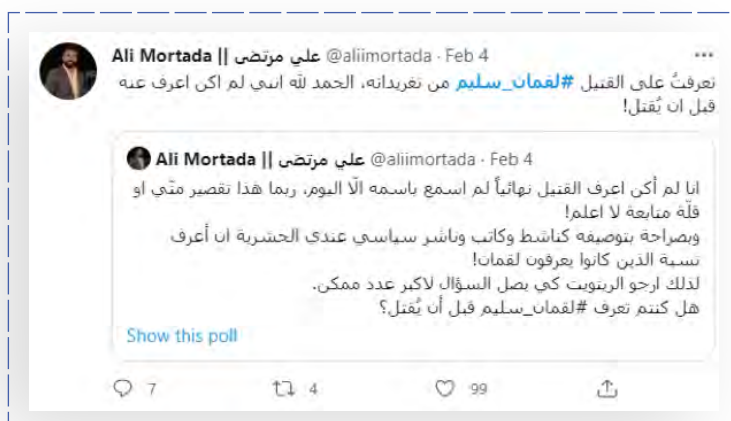 Ali Mortada || علي مرتضى @aliimortada · Feb 4
تعرفتُ على القتيل #لقمان_سليم من تغريداته، الحمد لله انني لم اكن اعرف عنه
قبل ان يُقتل!
Ali Mortada || علي مرتضى @aliimortada · Feb 4
انا لم أكن اعرف القتيل نهائياً لم اسمع باسمه الّا اليوم، ربما هذا تقصير منّي او
قلّة متابعة لا اعلم!
وبصراحة بتوصيفه كناشط وكاتب وناشر سياسي عندي الحشرية ان أعرف
نسبة الذين كانوا يعرفون لقمان!
لذلك ارجو الريتويت كي يصل السؤال لاكبر عدد ممكن.
هل كنتم تعرف #لقمان_سليم قبل أن يُقتل؟
Show this poll
7 4 99